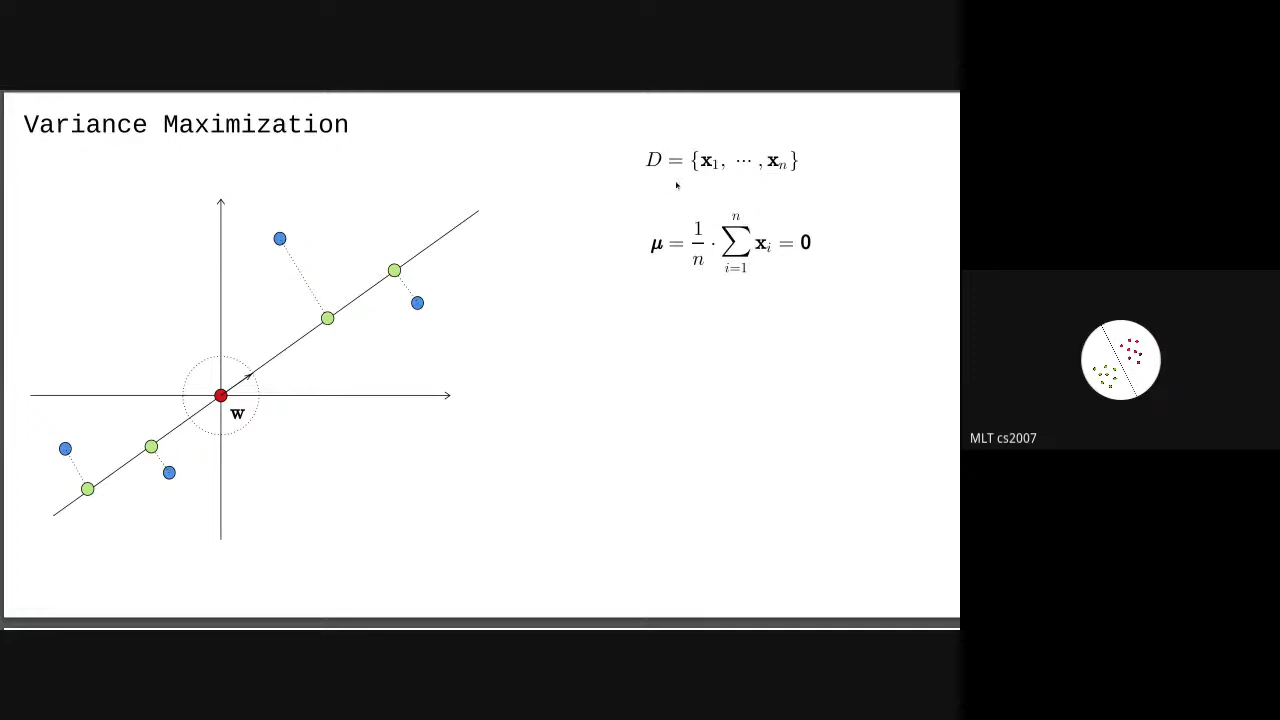 Variance Maximization
D = {x₁, ⋯ , xₙ}
μ = 1/n · ∑ᵢ₌₁ⁿ xᵢ = 0
w
MLT cs2007